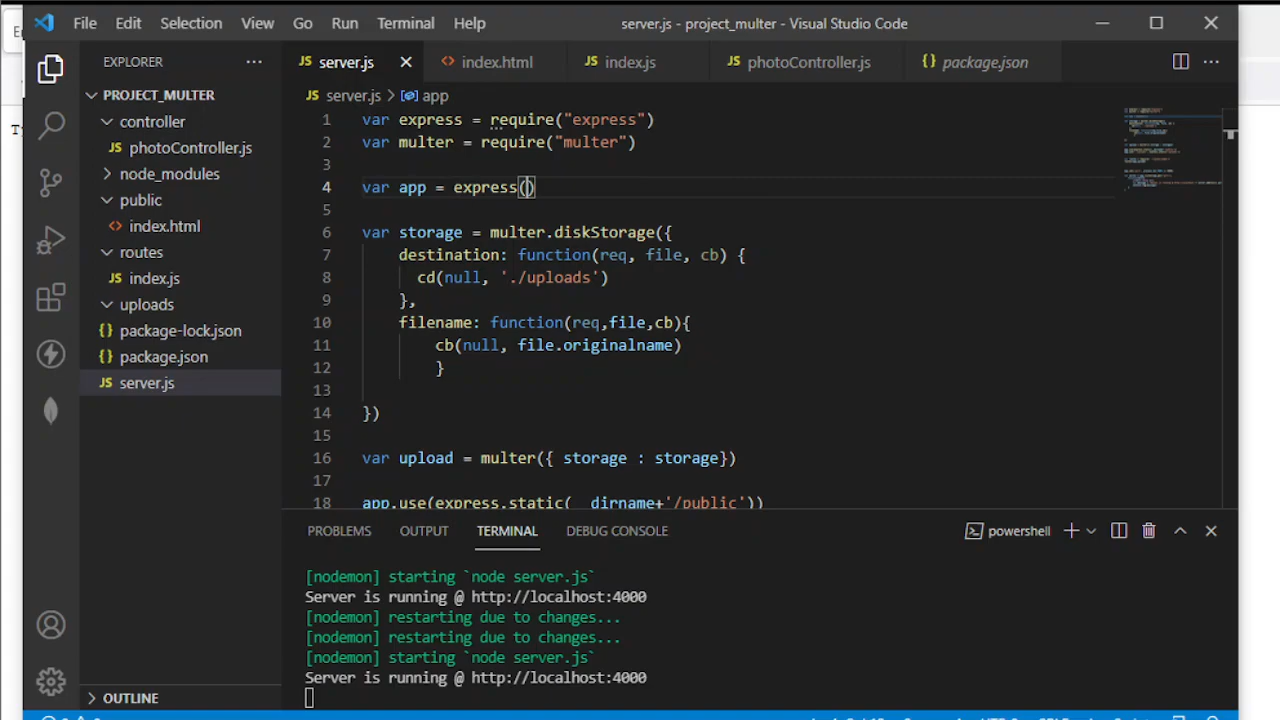 File Edit Selection View Go Run Terminal Help server.js - project_multer - Visual Studio Code
EXPLORER ...
JS server.js <> index.html JS index.js JS photoController.js {} package.json ...
PROJECT_MULTER
controller
JS photoController.js
node_modules
public
<> index.html
routes
JS index.js
uploads
{} package-lock.json
{} package.json
JS server.js
OUTLINE
JS server.js > app
1 var express = require("express")
2 var multer = require("multer")
3
4 var app = express()
5
6 var storage = multer.diskStorage({
7 destination: function(req, file, cb) {
8 cd(null, './uploads')
9 },
10 filename: function(req,file,cb){
11 cb(null, file.originalname)
12 }
13
14 })
15
16 var upload = multer({ storage : storage})
17
18 app.use(express.static(__dirname+'/public'))
PROBLEMS OUTPUT TERMINAL DEBUG CONSOLE powershell
[nodemon] starting `node server.js`
Server is running @ http://localhost:4000
[nodemon] restarting due to changes...
[nodemon] restarting due to changes...
[nodemon] starting `node server.js`
Server is running @ http://localhost:4000